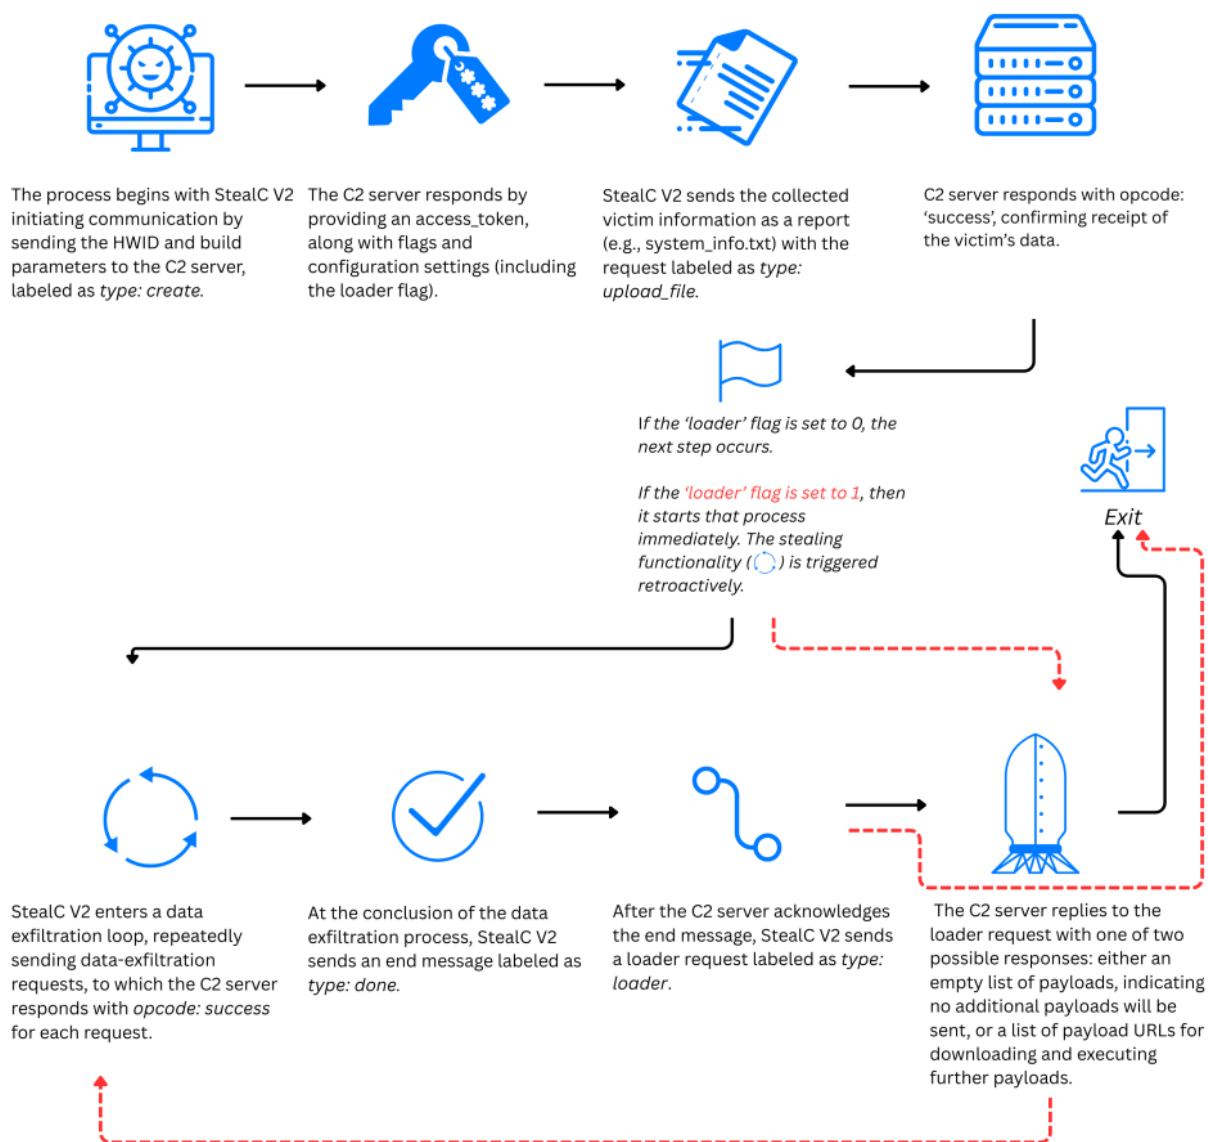 The process begins with StealC V2
initiating communication by
sending the HWID and build
parameters to the C2 server,
labeled as type: create.
The C2 server responds by
providing an access_token,
along with flags and
configuration settings (including
the loader flag).
StealC V2 sends the collected
victim information as a report
(e.g., system_info.txt) with the
request labeled as type:
upload_file.
C2 server responds with opcode:
‘success’, confirming receipt of
the victim’s data.
If the ‘loader’ flag is set to 0, the
next step occurs.
If the ‘loader’ flag is set to 1, then
it starts that process
immediately. The stealing
functionality ( ) is triggered
retroactively.
Exit
StealC V2 enters a data
exfiltration loop, repeatedly
sending data-exfiltration
requests, to which the C2 server
responds with opcode: success
for each request.
At the conclusion of the data
exfiltration process, StealC V2
sends an end message labeled as
type: done.
After the C2 server acknowledges
the end message, StealC V2 sends
a loader request labeled as type:
loader.
The C2 server replies to the
loader request with one of two
possible responses: either an
empty list of payloads, indicating
no additional payloads will be
sent, or a list of payload URLs for
downloading and executing
further payloads.